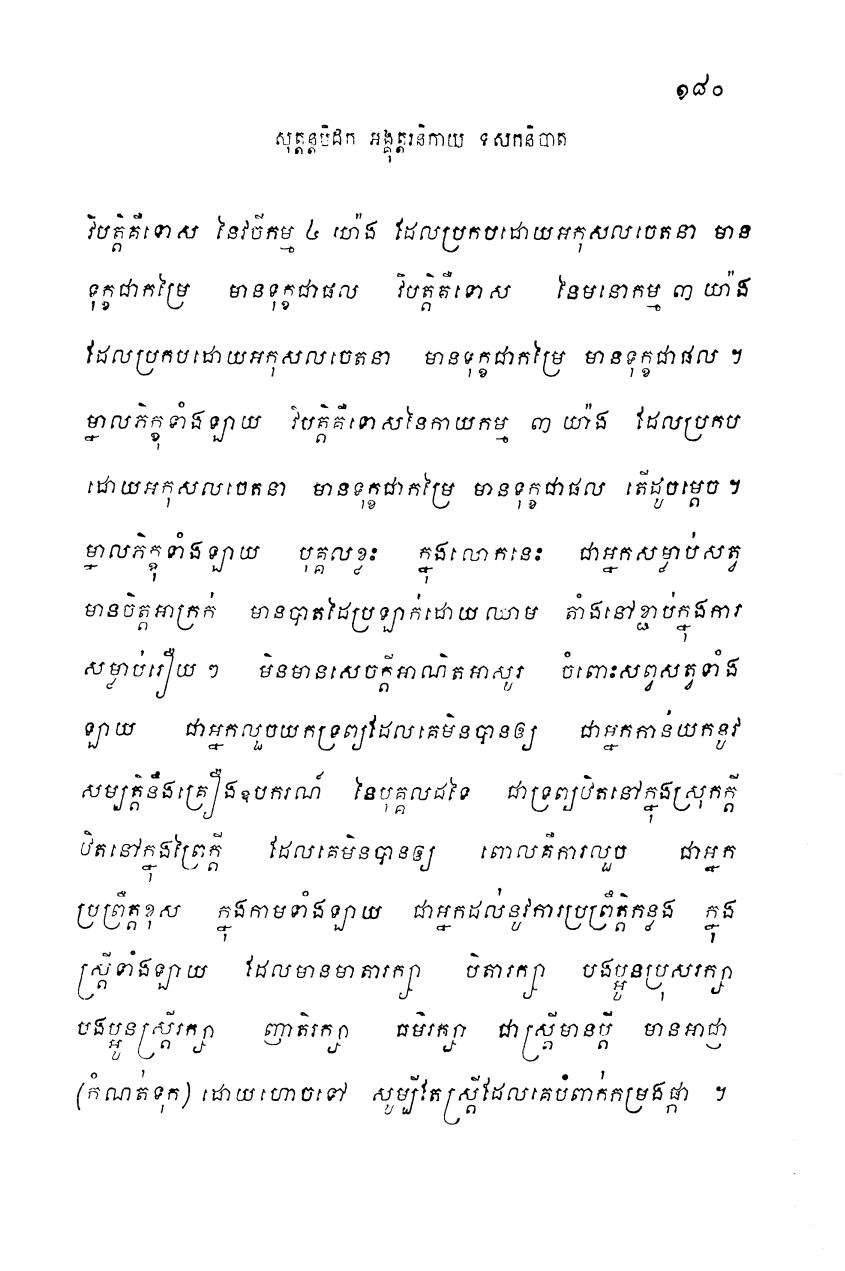 ១៨០
សុត្តន្តបិដក អង្គុត្តរនិកាយ ទសកនិបាត
វិបត្តិគឺទោស នៃវចីកម្ម ៤ យ៉ាង ដែលប្រកបដោយអកុសលចេតនា មាន
ទុក្ខជាកម្រៃ មានទុក្ខជាផល វិបត្តិគឺទោស នៃមនោកម្ម ៣ យ៉ាង
ដែលប្រកបដោយអកុសលចេតនា មានទុក្ខជាកម្រៃ មានទុក្ខជាផល ។
ម្នាលភិក្ខុទាំងឡាយ វិបត្តិគឺទោសនៃកាយកម្ម ៣ យ៉ាង ដែលប្រកប
ដោយអកុសលចេតនា មានទុក្ខជាកម្រៃ មានទុក្ខជាផល តើដូចម្តេច ។
ម្នាលភិក្ខុទាំងឡាយ បុគ្គលខ្លះ ក្នុងលោកនេះ ជាអ្នកសម្លាប់សត្វ
មានចិត្តអាក្រក់ មានបាតដៃប្រឡាក់ដោយឈាម តាំងនៅខ្ជាប់ក្នុងការ
សម្លាប់រឿយ ៗ មិនមានសេចក្តីអាណិតអាសូរ ចំពោះសព្វសត្វទាំង
ឡាយ ជាអ្នកលួចយកទ្រព្យដែលគេមិនបានឲ្យ ជាអ្នកកាន់យកនូវ
សម្បត្តិនឹងគ្រឿងឧបករណ៍ នៃបុគ្គលដទៃ ជាទ្រព្យឋិតនៅក្នុងស្រុកក្តី
ឋិតនៅក្នុងព្រៃក្តី ដែលគេមិនបានឲ្យ ពោលគឺការលួច ជាអ្នក
ប្រព្រឹត្តខុស ក្នុងកាមទាំងឡាយ ជាអ្នកដល់នូវការប្រព្រឹត្តិកន្លង ក្នុង
ស្ត្រីទាំងឡាយ ដែលមានមាតារក្សា បិតារក្សា បងប្អូនប្រុសរក្សា
បងប្អូនស្ត្រីរក្សា ញាតិរក្សា ធម៌រក្សា ជាស្ត្រីមានប្តី មានអាជ្ញា
(កំណត់ទុក) ដោយហោចទៅ សូម្បីតែស្ត្រីដែលគេបំពាក់កម្រងផ្កា ។